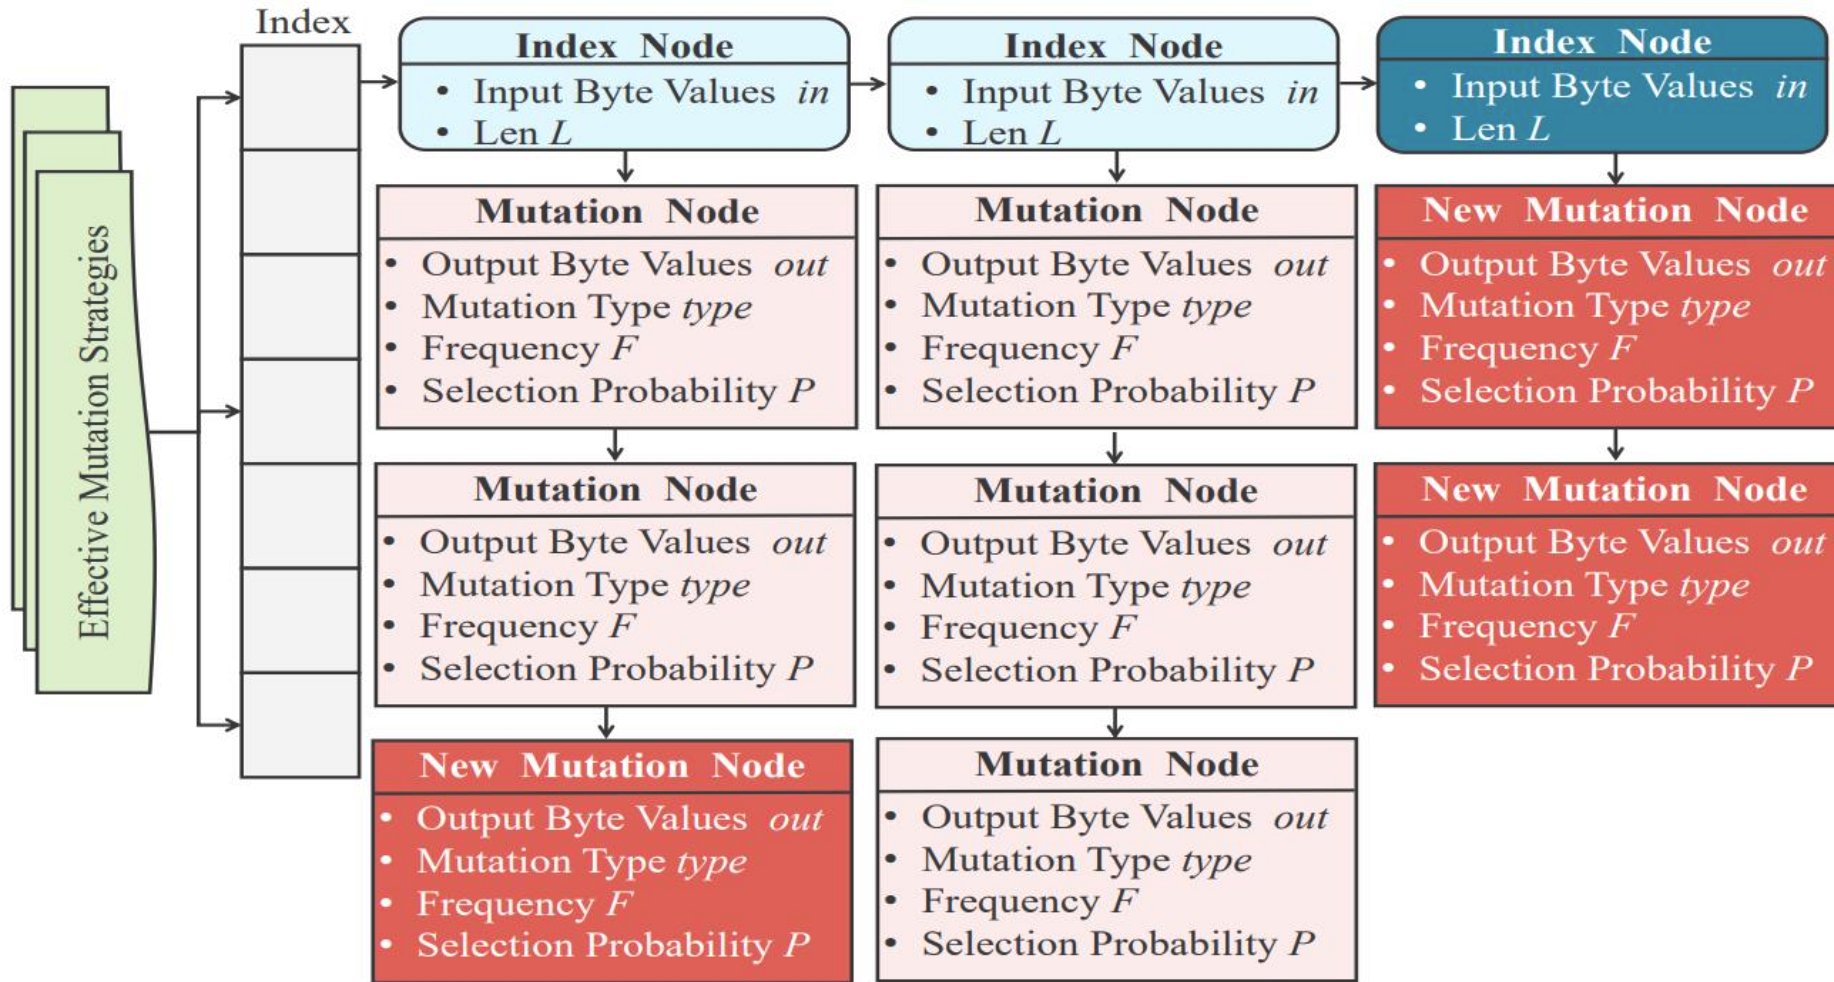 Index
Effective Mutation Strategies
Index Node
• Input Byte Values in
• Len L
Mutation Node
• Output Byte Values out
• Mutation Type type
• Frequency F
• Selection Probability P
Mutation Node
• Output Byte Values out
• Mutation Type type
• Frequency F
• Selection Probability P
New Mutation Node
• Output Byte Values out
• Mutation Type type
• Frequency F
• Selection Probability P
Index Node
• Input Byte Values in
• Len L
Mutation Node
• Output Byte Values out
• Mutation Type type
• Frequency F
• Selection Probability P
Mutation Node
• Output Byte Values out
• Mutation Type type
• Frequency F
• Selection Probability P
Mutation Node
• Output Byte Values out
• Mutation Type type
• Frequency F
• Selection Probability P
Index Node
• Input Byte Values in
• Len L
New Mutation Node
• Output Byte Values out
• Mutation Type type
• Frequency F
• Selection Probability P
New Mutation Node
• Output Byte Values out
• Mutation Type type
• Frequency F
• Selection Probability P